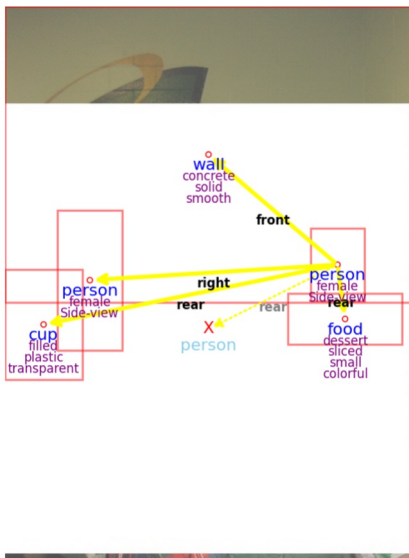 wall
concrete
solid
smooth
front
person
female
Side-view
right
rear
person
female
Side-view
rear
rear
cup
filled
plastic
transparent
X
person
food
dessert
sliced
small
colorful